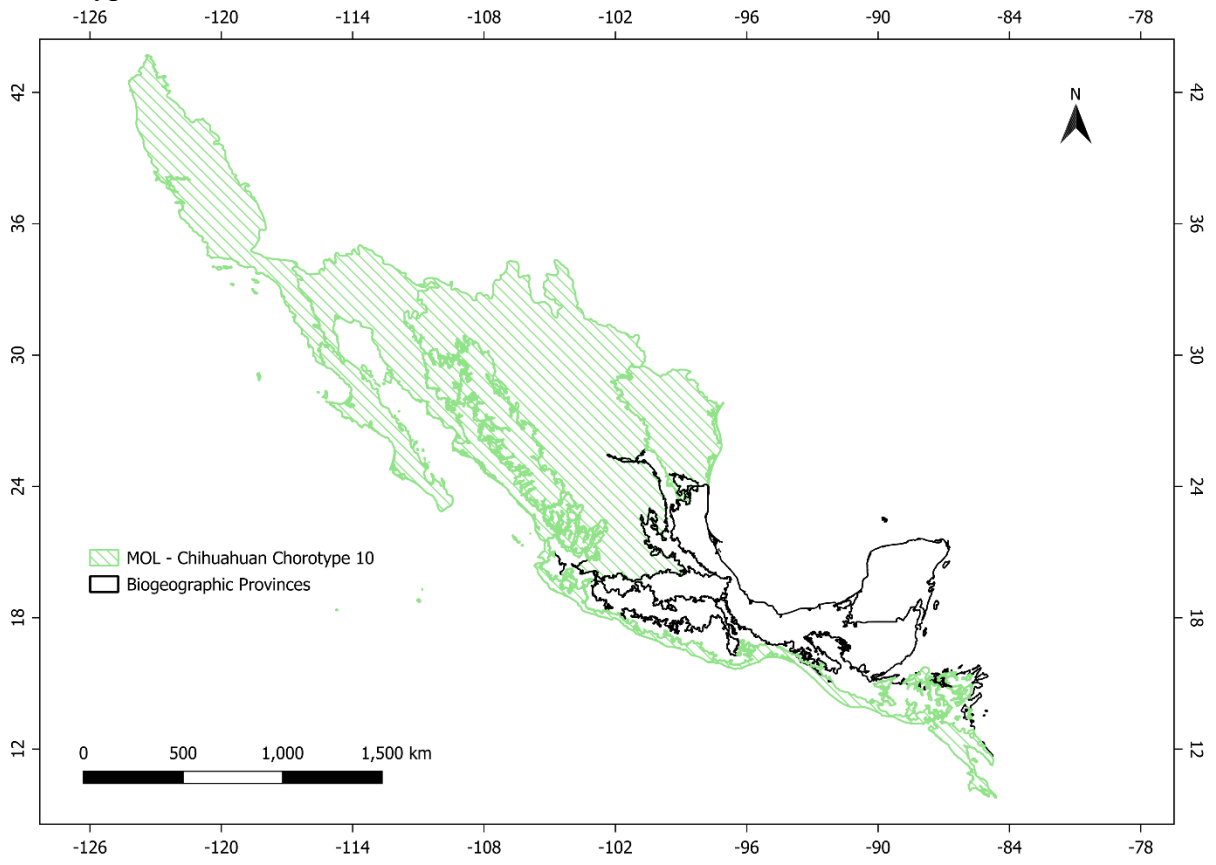 -126 -120 -114 -108 -102 -96 -90 -84 -78
42 42
N
36 36
30 30
24 24
MOL - Chihuahuan Chorotype 10
Biogeographic Provinces
18 18
12 12
0 500 1,000 1,500 km
-126 -120 -114 -108 -102 -96 -90 -84 -78